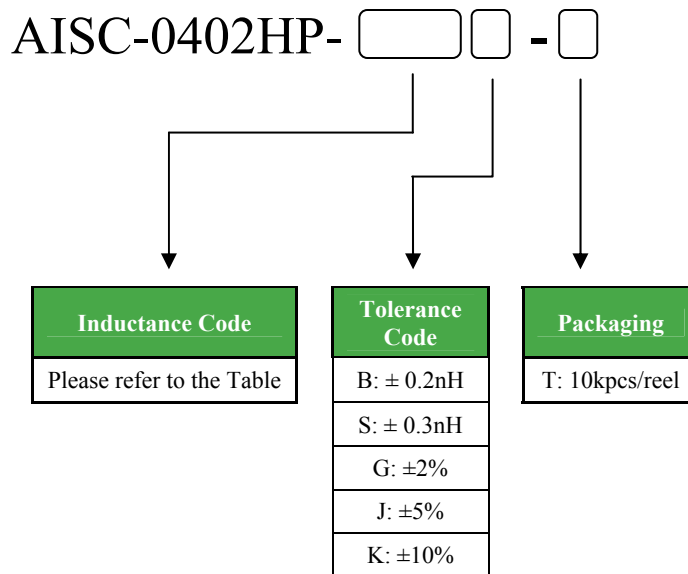 AISC-0402HP- -
Inductance Code
Please refer to the Table
Tolerance
Code
B: ± 0.2nH
S: ± 0.3nH
G: ±2%
J: ±5%
K: ±10%
Packaging
T: 10kpcs/reel